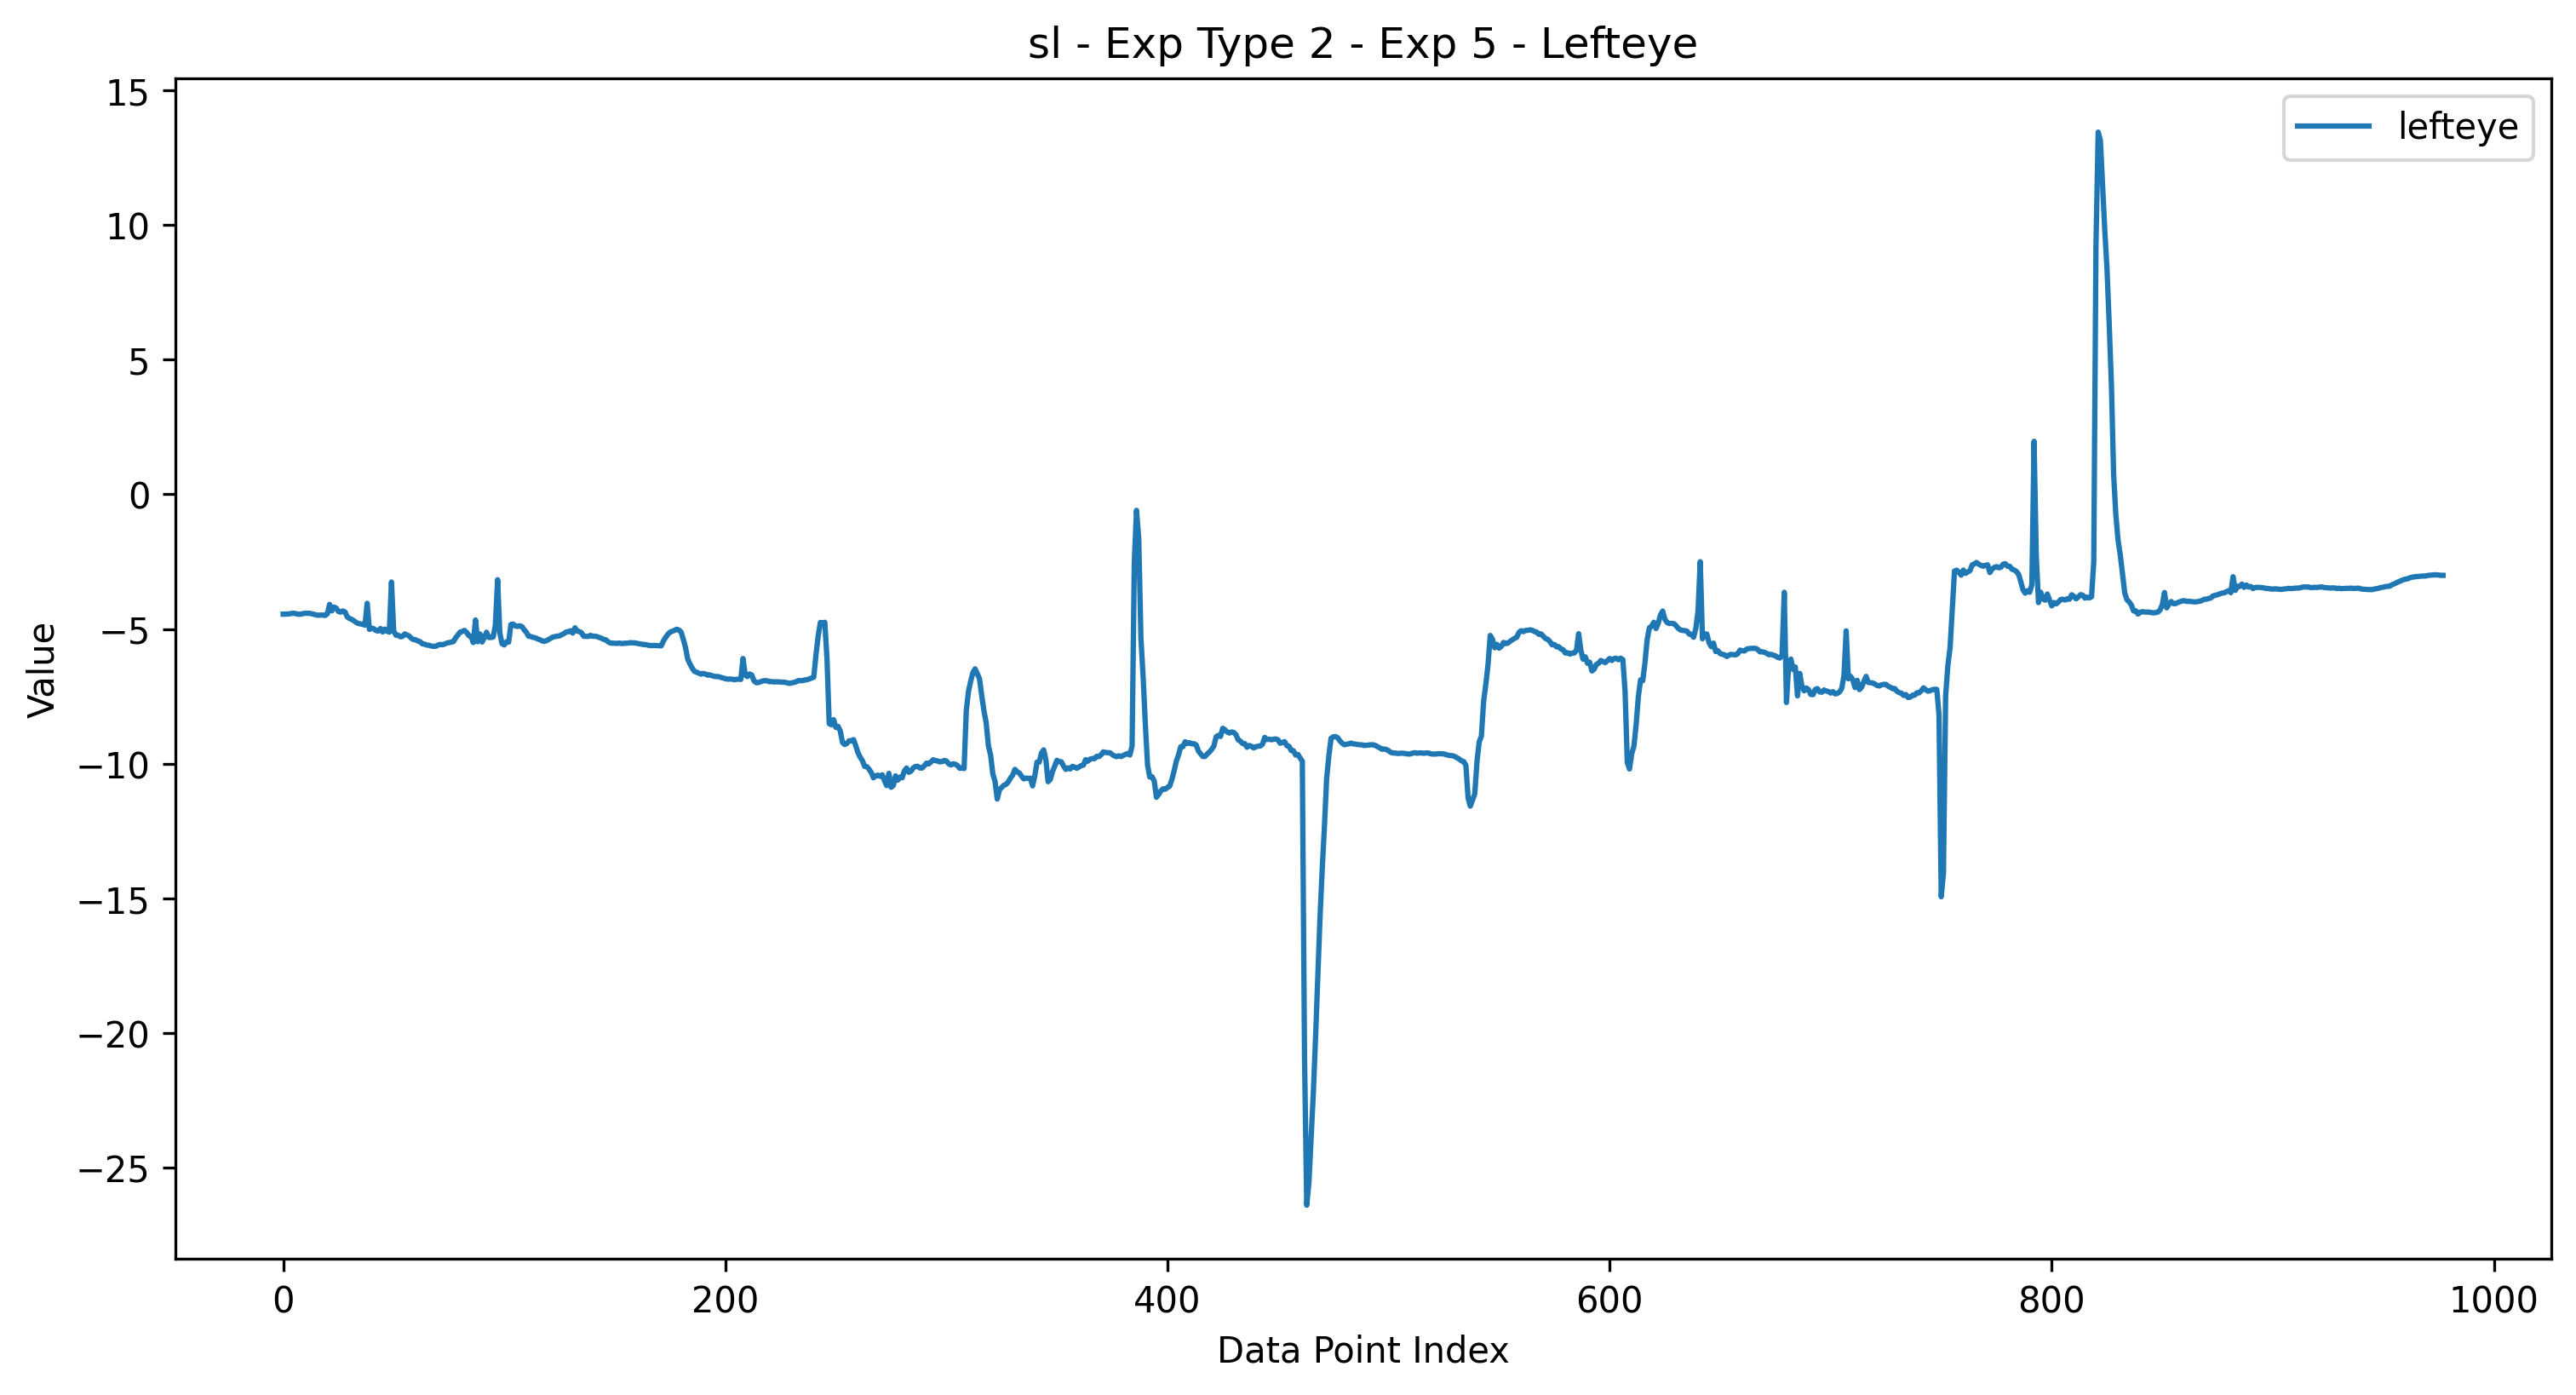 sl - Exp Type 2 - Exp 5 - Lefteye
lefteye
Value
15
10
5
0
−5
−10
−15
−20
−25
0 200 400 600 800 1000
Data Point Index